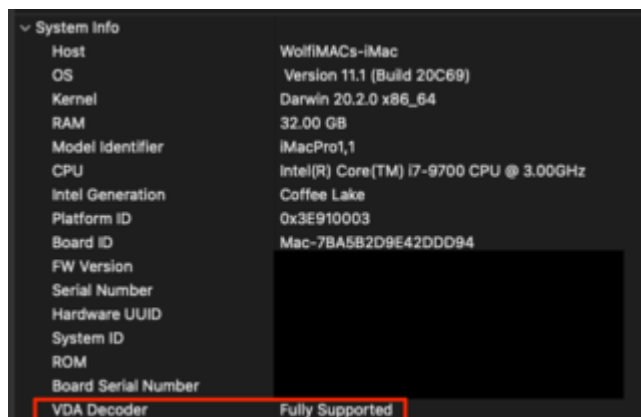 System Info
Host WolfiMACs-iMac
OS Version 11.1 (Build 20C69)
Kernel Darwin 20.2.0 x86_64
RAM 32.00 GB
Model Identifier iMacPro1,1
CPU Intel(R) Core(TM) i7-9700 CPU @ 3.00GHz
Intel Generation Coffee Lake
Platform ID 0x3E910003
Board ID Mac-7BA5B2D9E42DDD94
FW Version
Serial Number
Hardware UUID
System ID
ROM
Board Serial Number
VDA Decoder Fully Supported